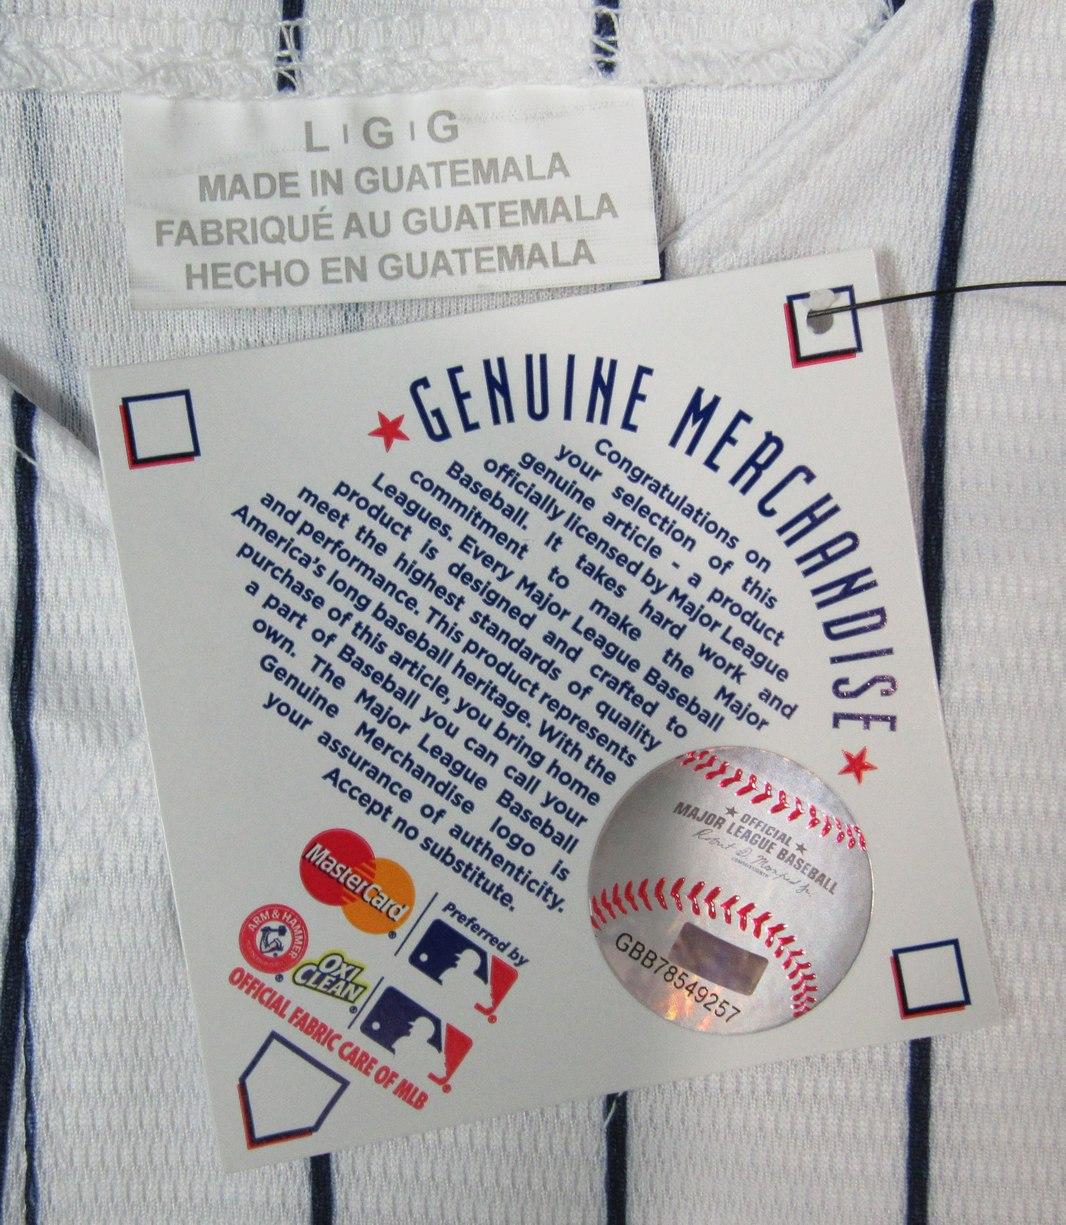 L G G
MADE IN GUATEMALA
FABRIQUÉ AU GUATEMALA
HECHO EN GUATEMALA
GENUINE MERCHANDISE
Congratulations on
your selection of this
genuine article - a product
officially licensed by Major League
Baseball. It takes hard work and
commitment to make the Major
Leagues. Every Major League Baseball
product is designed and crafted to
meet the highest standards of quality
and performance. This product represents
America's long baseball heritage. With the
purchase of this article, you bring home
a part of Baseball you can call your
own. The Major League Baseball
Genuine Merchandise logo is
your assurance of authenticity.
Accept no substitute.
MasterCard
Preferred by
ARM & HAMMER
OXI
CLEAN
OFFICIAL FABRIC CARE OF MLB
OFFICIAL
MAJOR LEAGUE BASEBALL
Robert D. Manfred Jr.
COMMISSIONER
GBB78549257